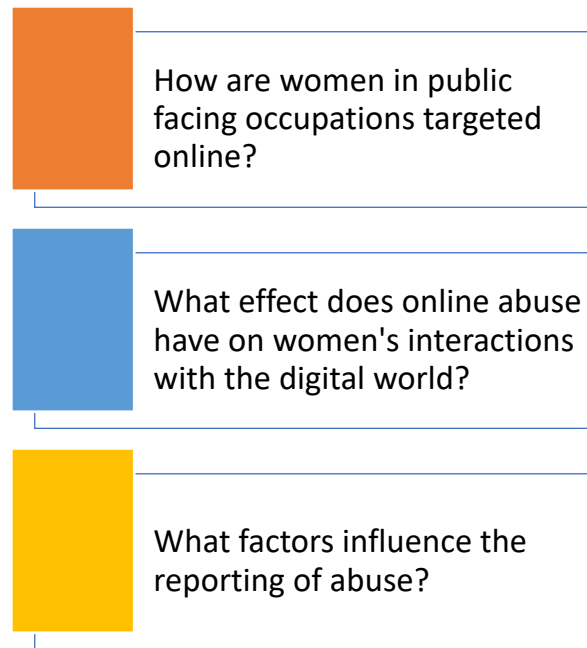 How are women in public
facing occupations targeted
online?
What effect does online abuse
have on women's interactions
with the digital world?
What factors influence the
reporting of abuse?